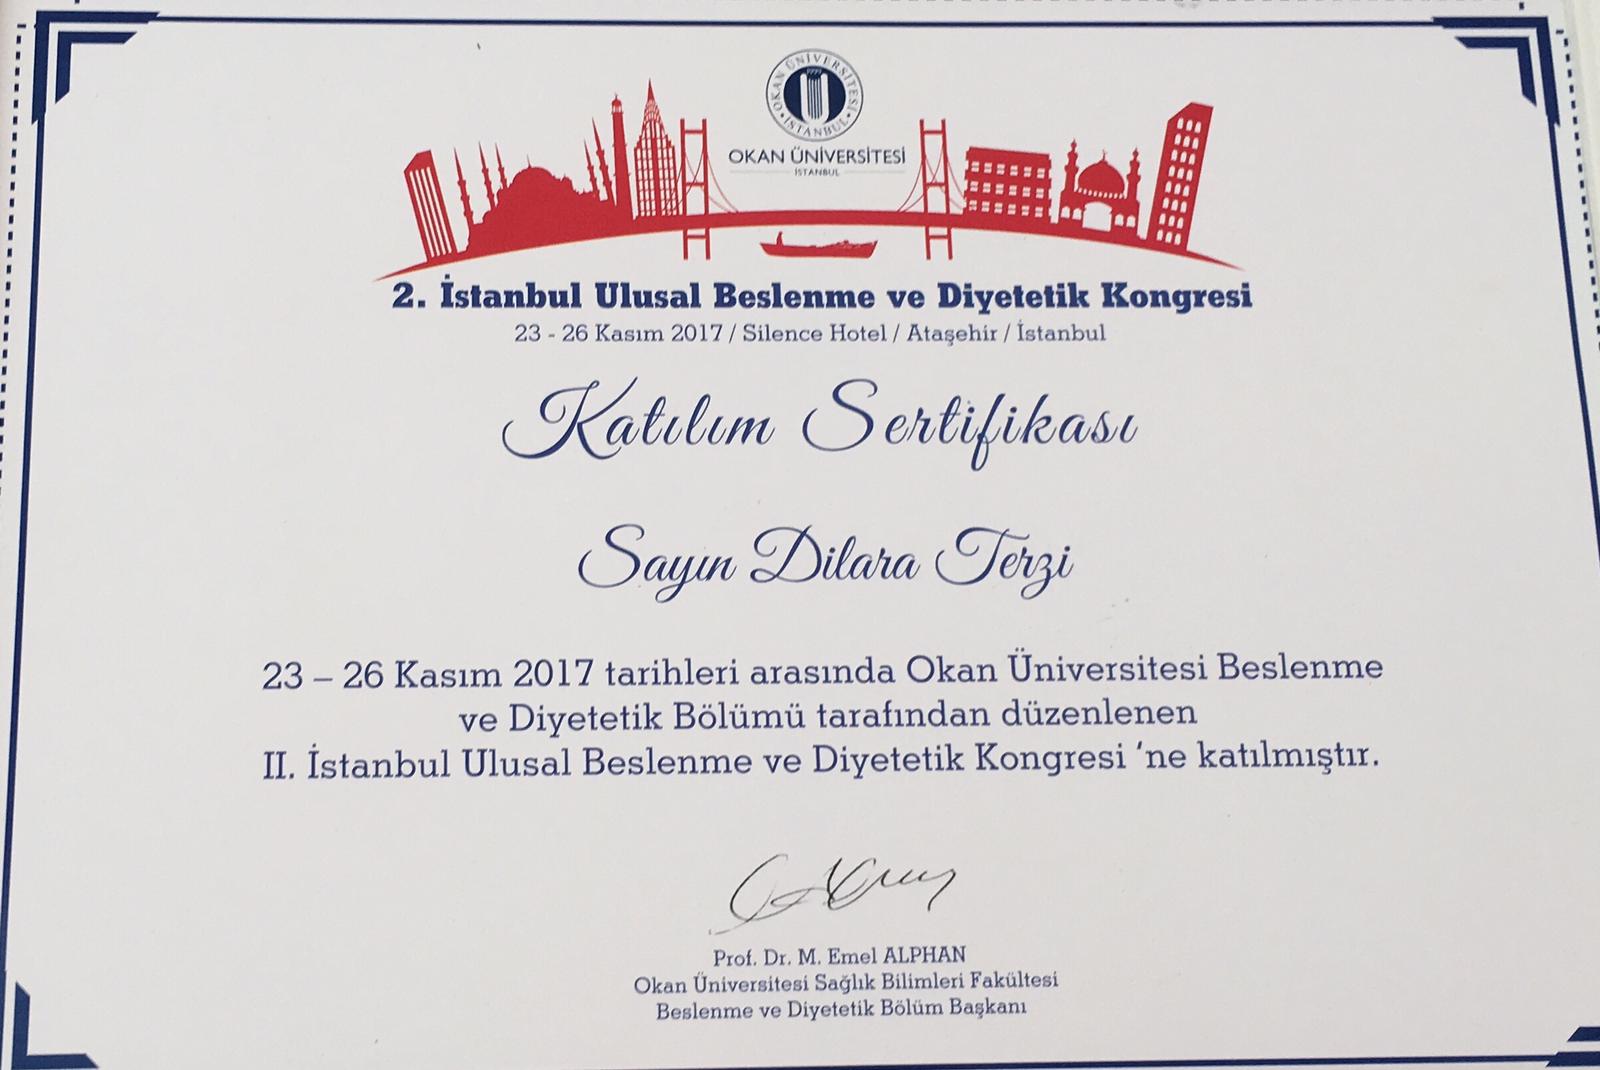 OKAN ÜNİVERSİTESİ
• İSTANBUL •
1999
OKAN ÜNİVERSİTESİ
İSTANBUL
2. İstanbul Ulusal Beslenme ve Diyetetik Kongresi
23 - 26 Kasım 2017 / Silence Hotel / Ataşehir / İstanbul
Katılım Sertifikası
Sayın Dilara Terzi
23 – 26 Kasım 2017 tarihleri arasında Okan Üniversitesi Beslenme
ve Diyetetik Bölümü tarafından düzenlenen
II. İstanbul Ulusal Beslenme ve Diyetetik Kongresi ’ne katılmıştır.
Prof. Dr. M. Emel ALPHAN
Okan Üniversitesi Sağlık Bilimleri Fakültesi
Beslenme ve Diyetetik Bölüm Başkanı